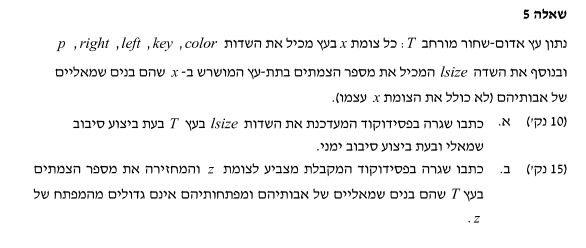 שאלה 5
נתון עץ אדום-שחור מורחב T : כל צומת x בעץ מכיל את השדות p ,right ,left ,key ,color
ובנוסף את השדה lsize המכיל את מספר הצמתים בתת-עץ המושרש ב- x שהם בנים שמאליים
של אבותיהם (לא כולל את הצומת x עצמו).
(10 נק') א. כתבו שגרה בפסידוקוד המעדכנת את השדות lsize בעץ T בעת ביצוע סיבוב
שמאלי ובעת ביצוע סיבוב ימני.
(15 נק') ב. כתבו שגרה בפסידוקוד המקבלת מצביע לצומת z והמחזירה את מספר הצמתים
בעץ T שהם בנים שמאליים של אבותיהם ומפתחותיהם אינם גדולים מהמפתח של
z .